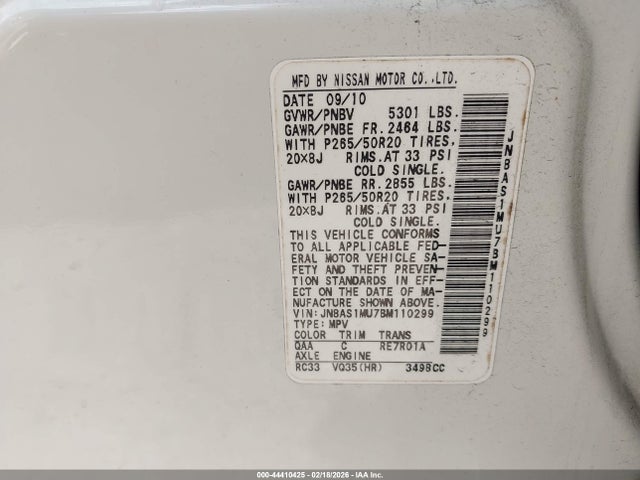 MFD BY NISSAN MOTOR CO.,LTD.
DATE 09/10
GVWR/PNBV 5301 LBS.
GAWR/PNBE FR. 2464 LBS.
WITH P265/50R20 TIRES,
20×8J RIMS.AT 33 PSI
COLD SINGLE.
GAWR/PNBE RR. 2855 LBS.
WITH P265/50R20 TIRES,
20×8J RIMS.AT 33 PSI
COLD SINGLE.
THIS VEHICLE CONFORMS
TO ALL APPLICABLE FED-
ERAL MOTOR VEHICLE SA-
FETY AND THEFT PREVEN-
TION STANDARDS IN EFF-
ECT ON THE DATE OF MA-
NUFACTURE SHOWN ABOVE.
VIN:JN8AS1MU7BM110299
TYPE:MPV
COLOR TRIM TRANS
QAA C RE7R01A
AXLE ENGINE
RC33 VQ35(HR) 3498CC
JN8AS1MU7BM110299
000-44410425 - 02/18/2026 - IAA Inc.